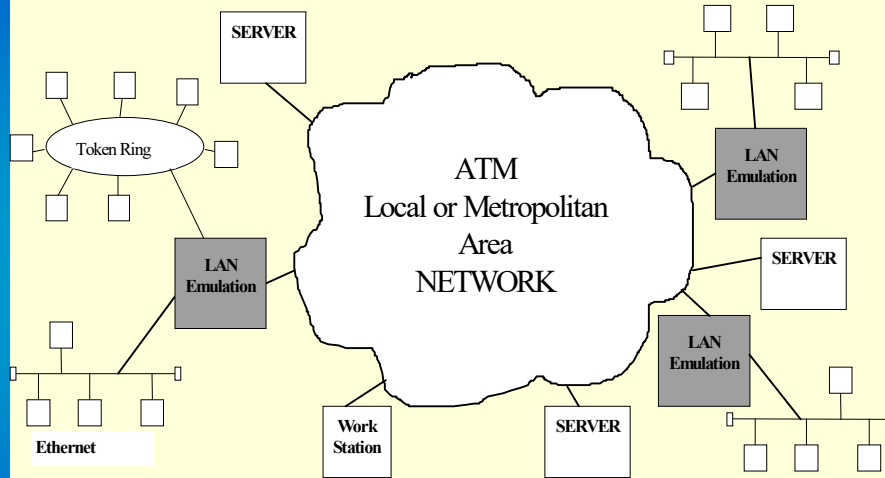 SERVER
Token Ring
LAN
Emulation
ATM
Local or Metropolitan
Area
NETWORK
LAN
Emulation
SERVER
LAN
Emulation
Ethernet
Work
Station
SERVER